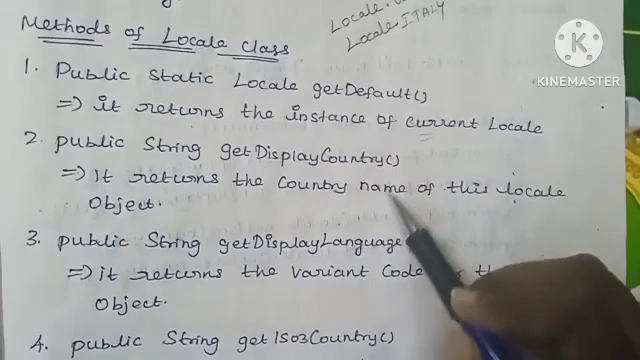 Locale.
Locale ITALY
Methods of Locale Class
KINEMASTER
1. Public Static Locale getDefault()
=> it returns the instance of current Locale
2. public String getDisplayCountry()
=> it returns the country name of this locale
Object.
3. public String getDisplayLanguage
=> it returns the variant code
Object.
4. public String getISO3Country()